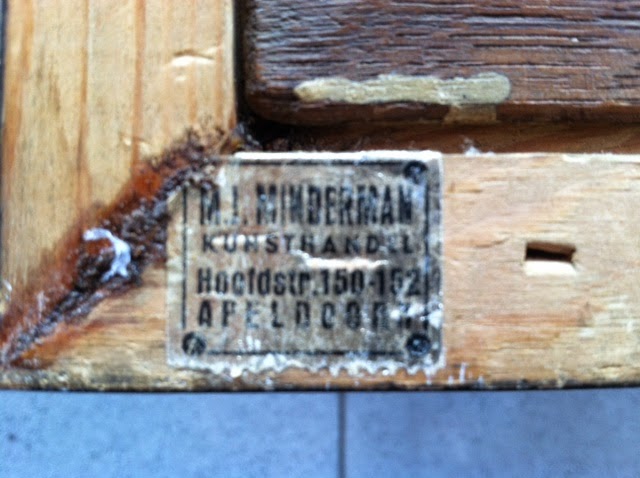 M.J. MINDERMAN
KUNSTHANDEL
Hoofdstr. 150-152
APELDOORN